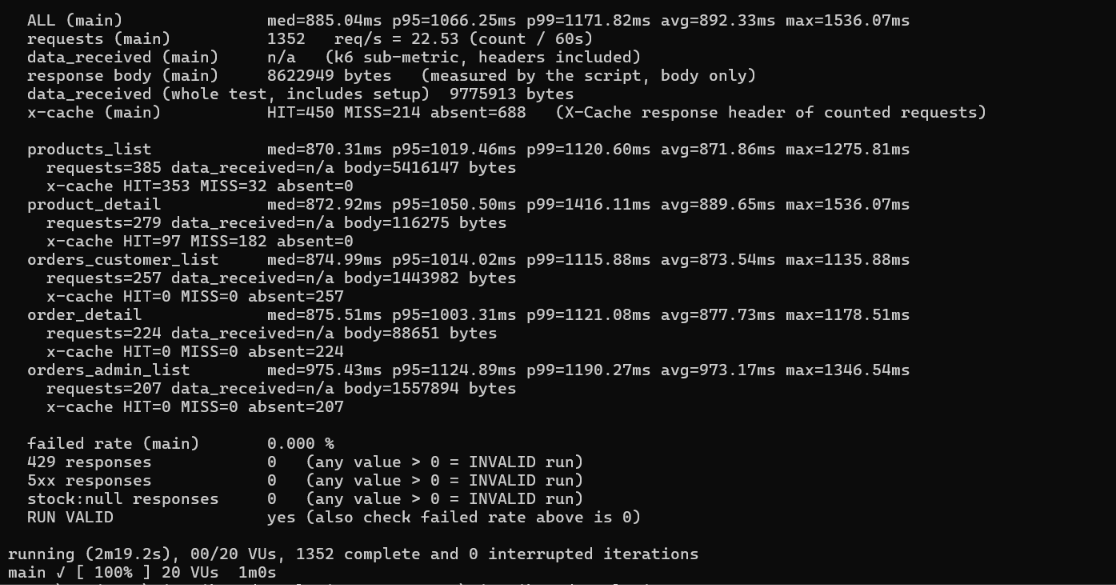 ALL (main) med=885.04ms p95=1066.25ms p99=1171.82ms avg=892.33ms max=1536.07ms
requests (main) 1352 req/s = 22.53 (count / 60s)
data_received (main) n/a (k6 sub-metric, headers included)
response body (main) 8622949 bytes (measured by the script, body only)
data_received (whole test, includes setup) 9775913 bytes
x-cache (main) HIT=450 MISS=214 absent=688 (X-Cache response header of counted requests)
products_list med=870.31ms p95=1019.46ms p99=1120.60ms avg=871.86ms max=1275.81ms
requests=385 data_received=n/a body=5416147 bytes
x-cache HIT=353 MISS=32 absent=0
product_detail med=872.92ms p95=1050.50ms p99=1416.11ms avg=889.65ms max=1536.07ms
requests=279 data_received=n/a body=116275 bytes
x-cache HIT=97 MISS=182 absent=0
orders_customer_list med=874.99ms p95=1014.02ms p99=1115.88ms avg=873.54ms max=1135.88ms
requests=257 data_received=n/a body=1443982 bytes
x-cache HIT=0 MISS=0 absent=257
order_detail med=875.51ms p95=1003.31ms p99=1121.08ms avg=877.73ms max=1178.51ms
requests=224 data_received=n/a body=88651 bytes
x-cache HIT=0 MISS=0 absent=224
orders_admin_list med=975.43ms p95=1124.89ms p99=1190.27ms avg=973.17ms max=1346.54ms
requests=207 data_received=n/a body=1557894 bytes
x-cache HIT=0 MISS=0 absent=207
failed rate (main) 0.000 %
429 responses 0 (any value > 0 = INVALID run)
5xx responses 0 (any value > 0 = INVALID run)
stock:null responses 0 (any value > 0 = INVALID run)
RUN VALID yes (also check failed rate above is 0)
running (2m19.2s), 00/20 VUs, 1352 complete and 0 interrupted iterations
main ✓ [ 100% ] 20 VUs 1m0s